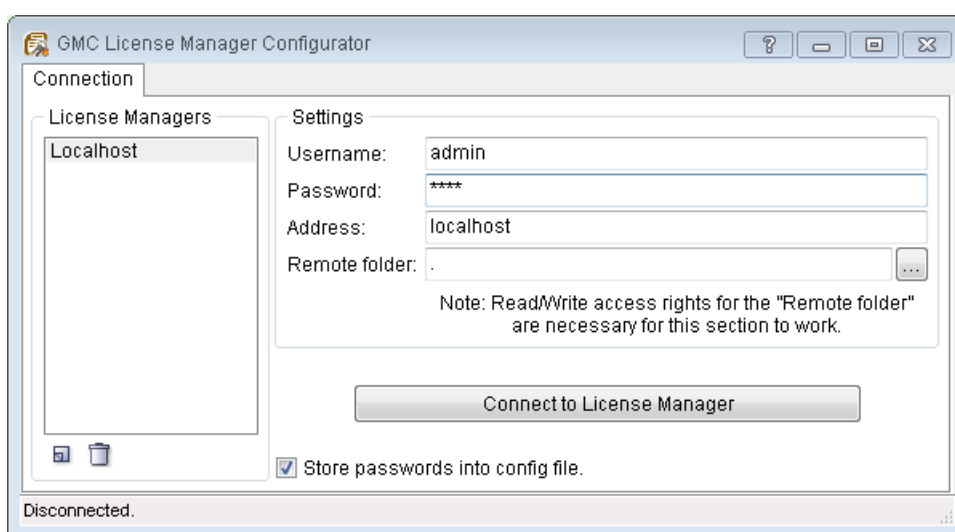 GMC License Manager Configurator
Connection
License Managers
Localhost
Settings
Username: admin
Password: ****
Address: localhost
Remote folder: . ...
Note: Read/Write access rights for the "Remote folder"
are necessary for this section to work.
Connect to License Manager
Store passwords into config file.
Disconnected.